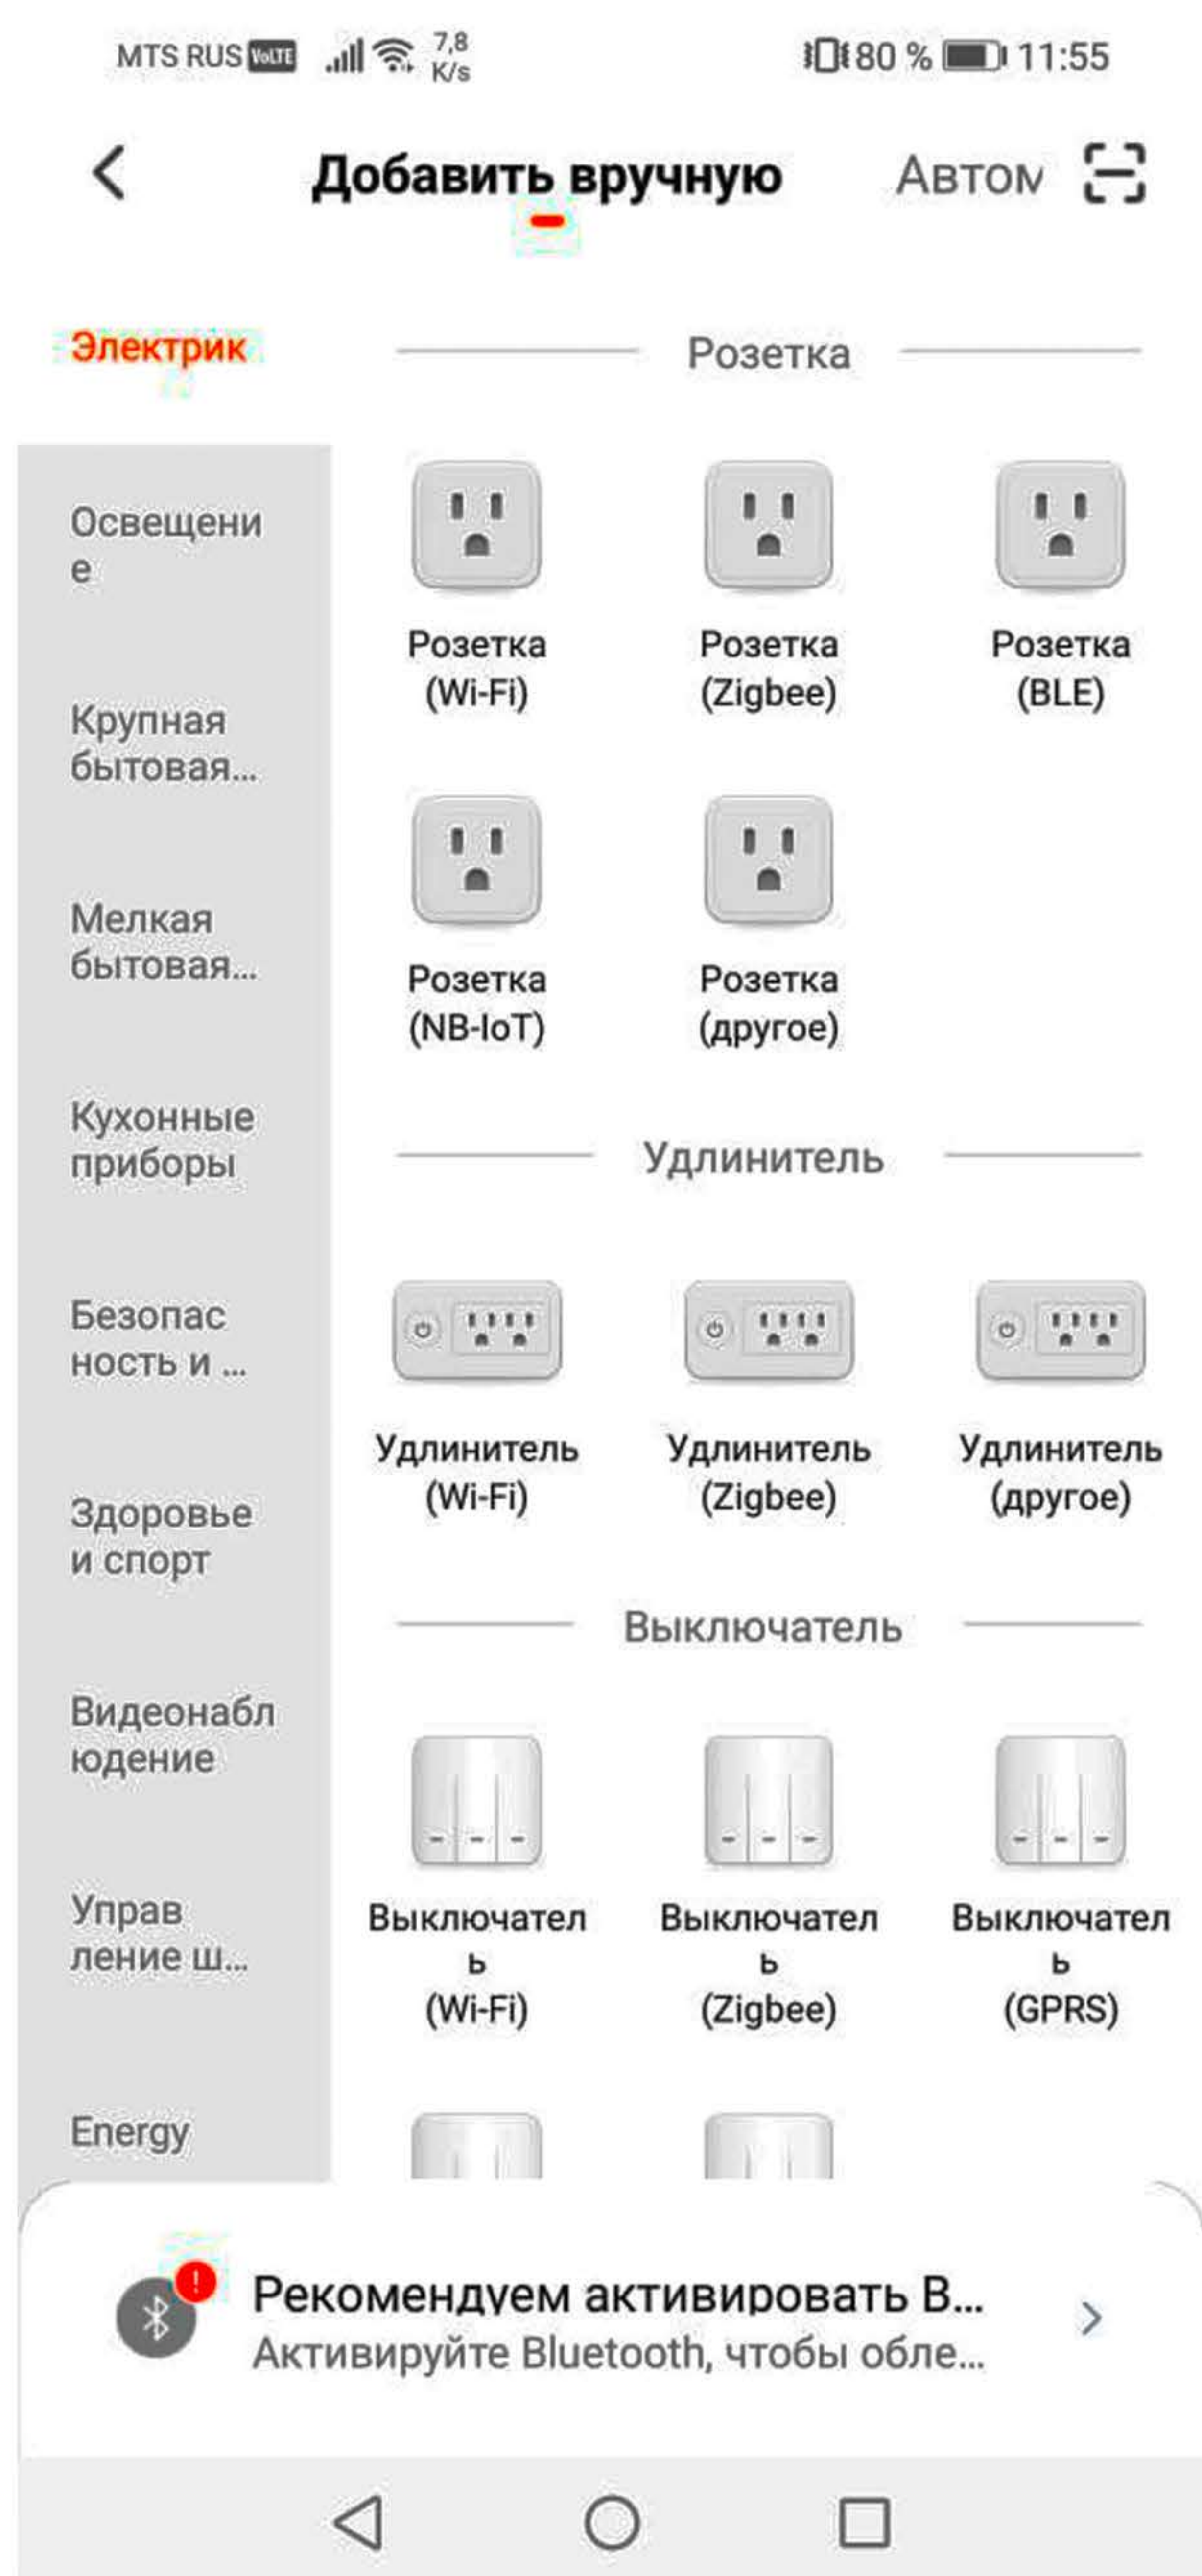 MTS RUS VoLTE 7,8 K/s 80 % 11:55
Добавить вручную
Автом
Электрик
Освещени
е
Крупная
бытовая...
Мелкая
бытовая...
Кухонные
приборы
Безопас
ность и ...
Здоровье
и спорт
Видеонабл
юдение
Управ
ление ш...
Energy
Розетка
Розетка
(Wi-Fi)
Розетка
(Zigbee)
Розетка
(BLE)
Розетка
(NB-IoT)
Розетка
(другое)
Удлинитель
Удлинитель
(Wi-Fi)
Удлинитель
(Zigbee)
Удлинитель
(другое)
Выключатель
Выключател
ь
(Wi-Fi)
Выключател
ь
(Zigbee)
Выключател
ь
(GPRS)
Рекомендуем активировать B...
Активируйте Bluetooth, чтобы обле...